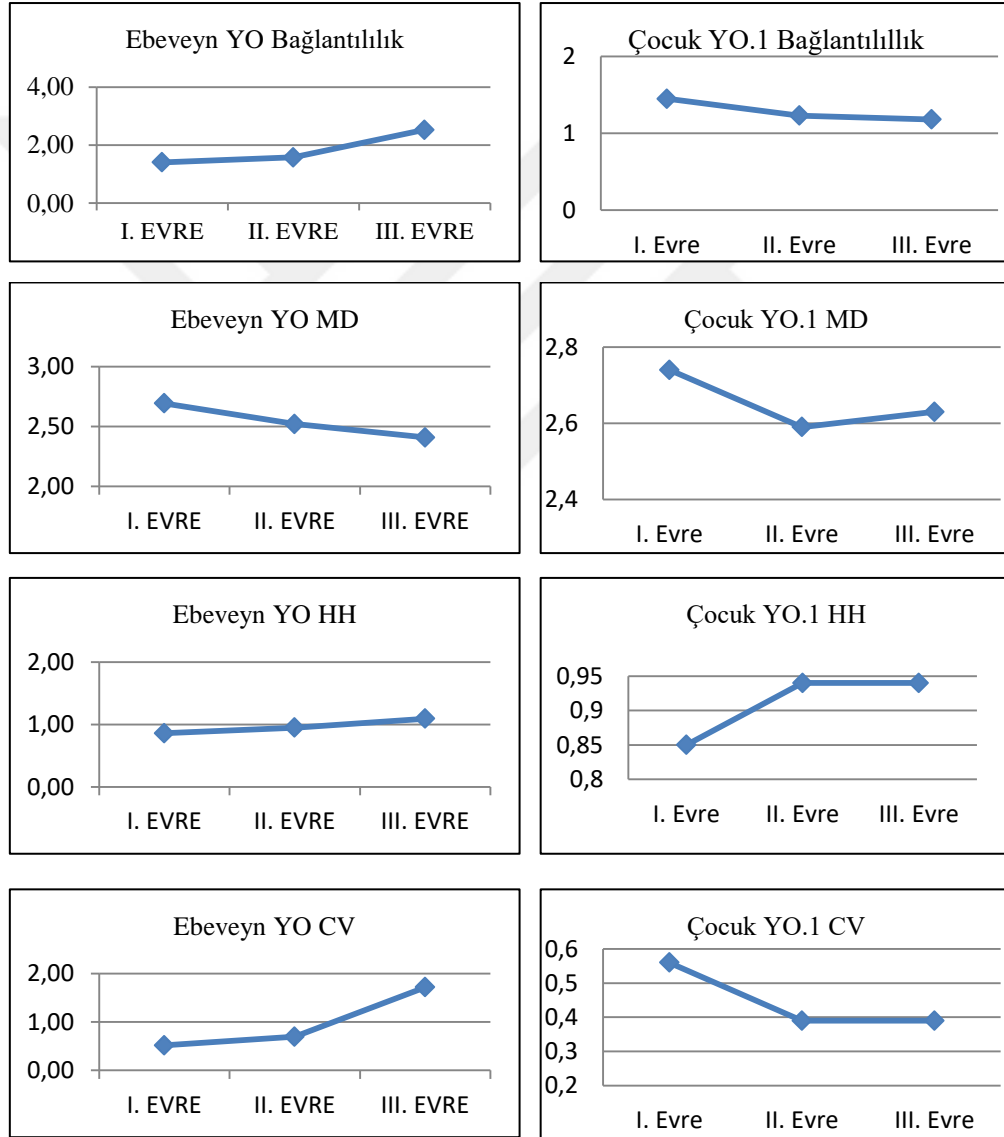 Ebeveyn YO Bağlantılılık
4,00
2,00
0,00
I. EVRE II. EVRE III. EVRE
Çocuk YO.1 Bağlantılıllık
2
1
0
I. Evre II. Evre III. Evre
Ebeveyn YO MD
3,00
2,50
2,00
I. EVRE II. EVRE III. EVRE
Çocuk YO.1 MD
2,8
2,6
2,4
I. Evre II. Evre III. Evre
Ebeveyn YO HH
2,00
1,00
0,00
I. EVRE II. EVRE III. EVRE
Çocuk YO.1 HH
0,95
0,9
0,85
0,8
I. Evre II. Evre III. Evre
Ebeveyn YO CV
2,00
1,00
0,00
I. EVRE II. EVRE III. EVRE
Çocuk YO.1 CV
0,6
0,5
0,4
0,3
0,2
I. Evre II. Evre III. Evre